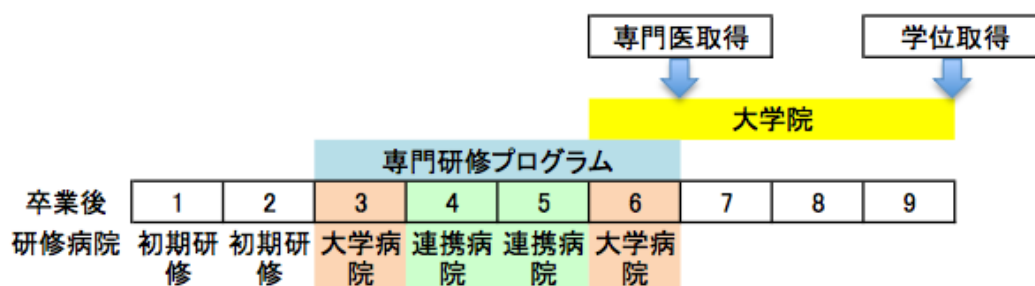 専門医取得 学位取得
大学院
専門研修プログラム
卒業後 1 2 3 4 5 6 7 8 9
研修病院 初期研修 初期研修 大学病院 連携病院 連携病院 大学病院